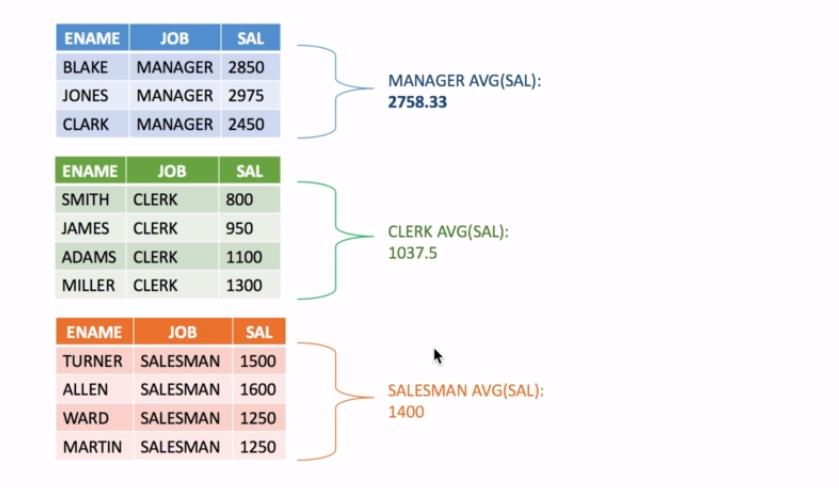 ENAME JOB SAL
BLAKE MANAGER 2850
JONES MANAGER 2975
CLARK MANAGER 2450
MANAGER AVG(SAL):
2758.33
ENAME JOB SAL
SMITH CLERK 800
JAMES CLERK 950
ADAMS CLERK 1100
MILLER CLERK 1300
CLERK AVG(SAL):
1037.5
ENAME JOB SAL
TURNER SALESMAN 1500
ALLEN SALESMAN 1600
WARD SALESMAN 1250
MARTIN SALESMAN 1250
SALESMAN AVG(SAL):
1400